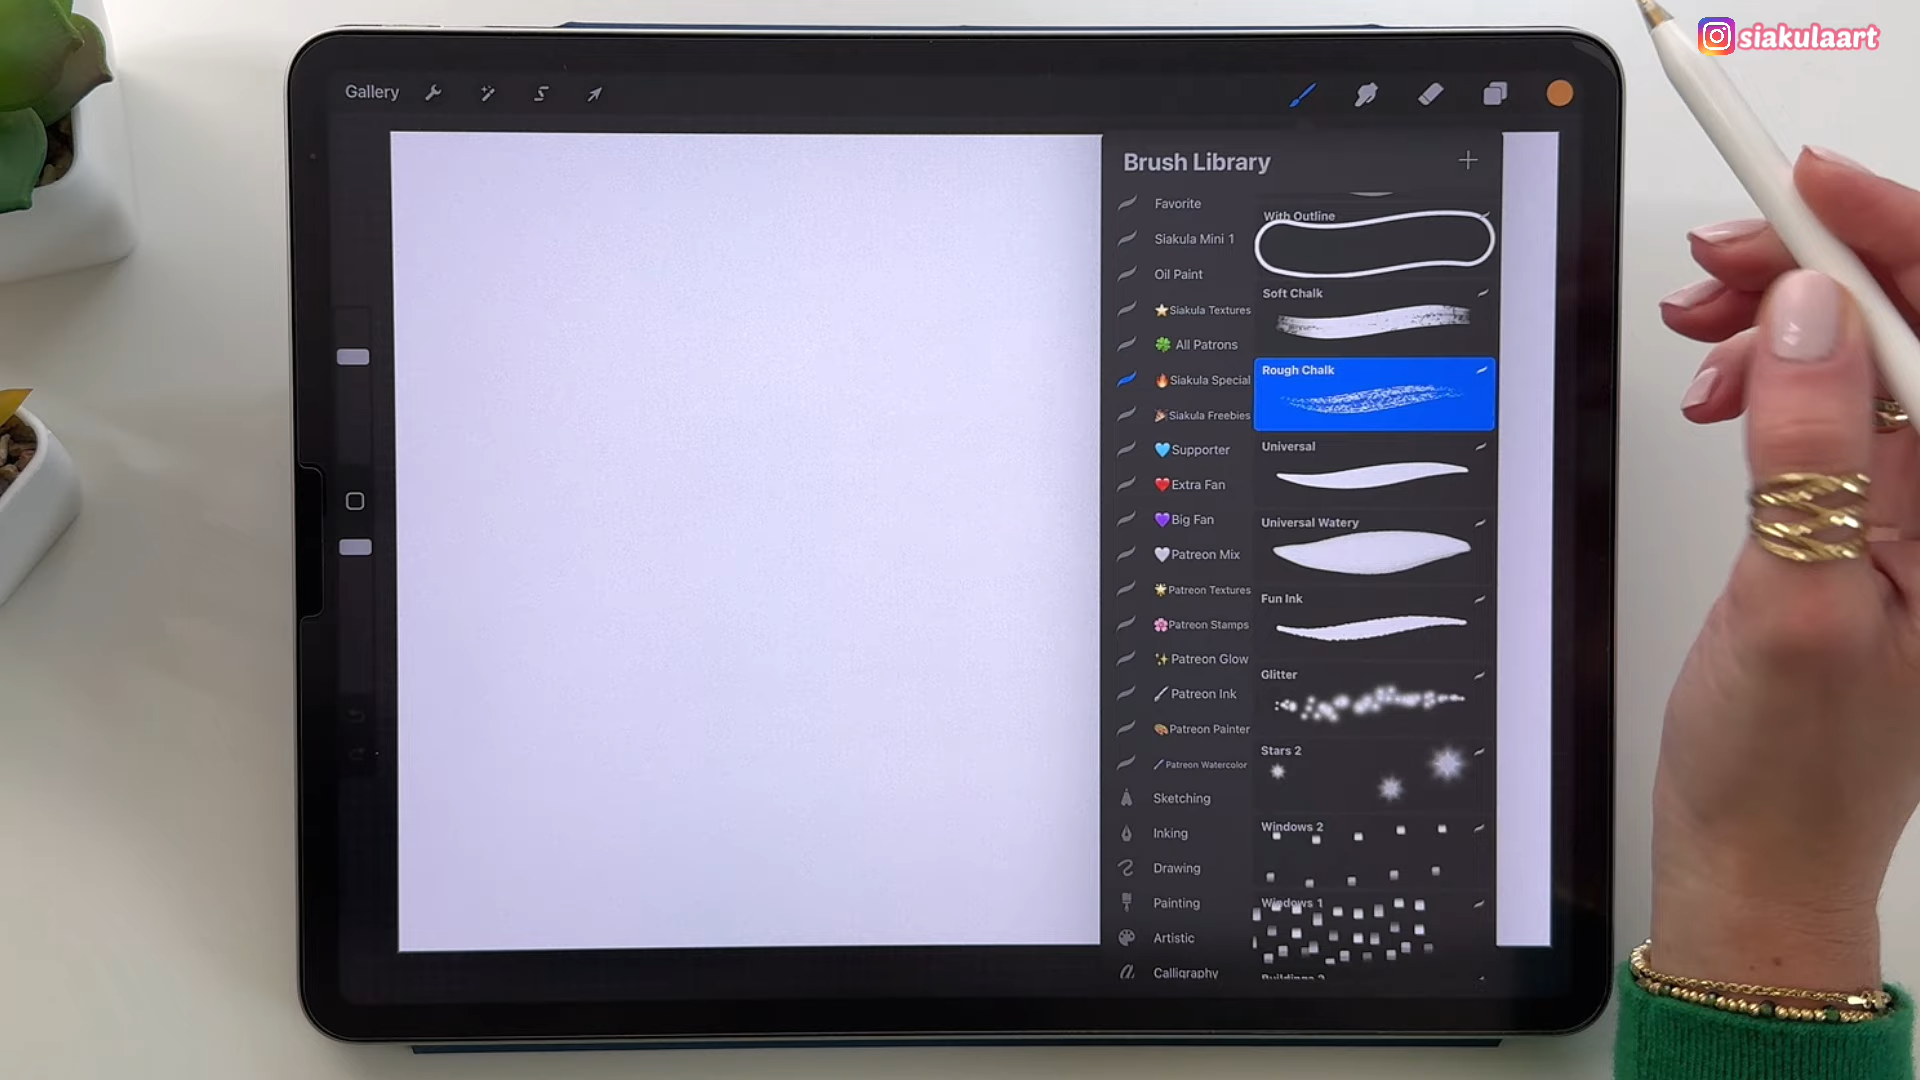 siakulaart
Gallery
Brush Library
Favorite
Siakula Mini 1
Oil Paint
⭐Siakula Textures
🍀 All Patrons
🔥Siakula Special
🎉Siakula Freebies
🩵Supporter
❤️Extra Fan
💜Big Fan
🤍Patreon Mix
🌟Patreon Textures
🌸Patreon Stamps
✨Patreon Glow
🖌️Patreon Ink
🎨Patreon Painter
🖌️Patreon Watercolor
Sketching
Inking
Drawing
Painting
Artistic
Calligraphy
With Outline
Soft Chalk
Rough Chalk
Universal
Universal Watery
Fun Ink
Glitter
Stars 2
Windows 2
Windows 1
Buildings 2